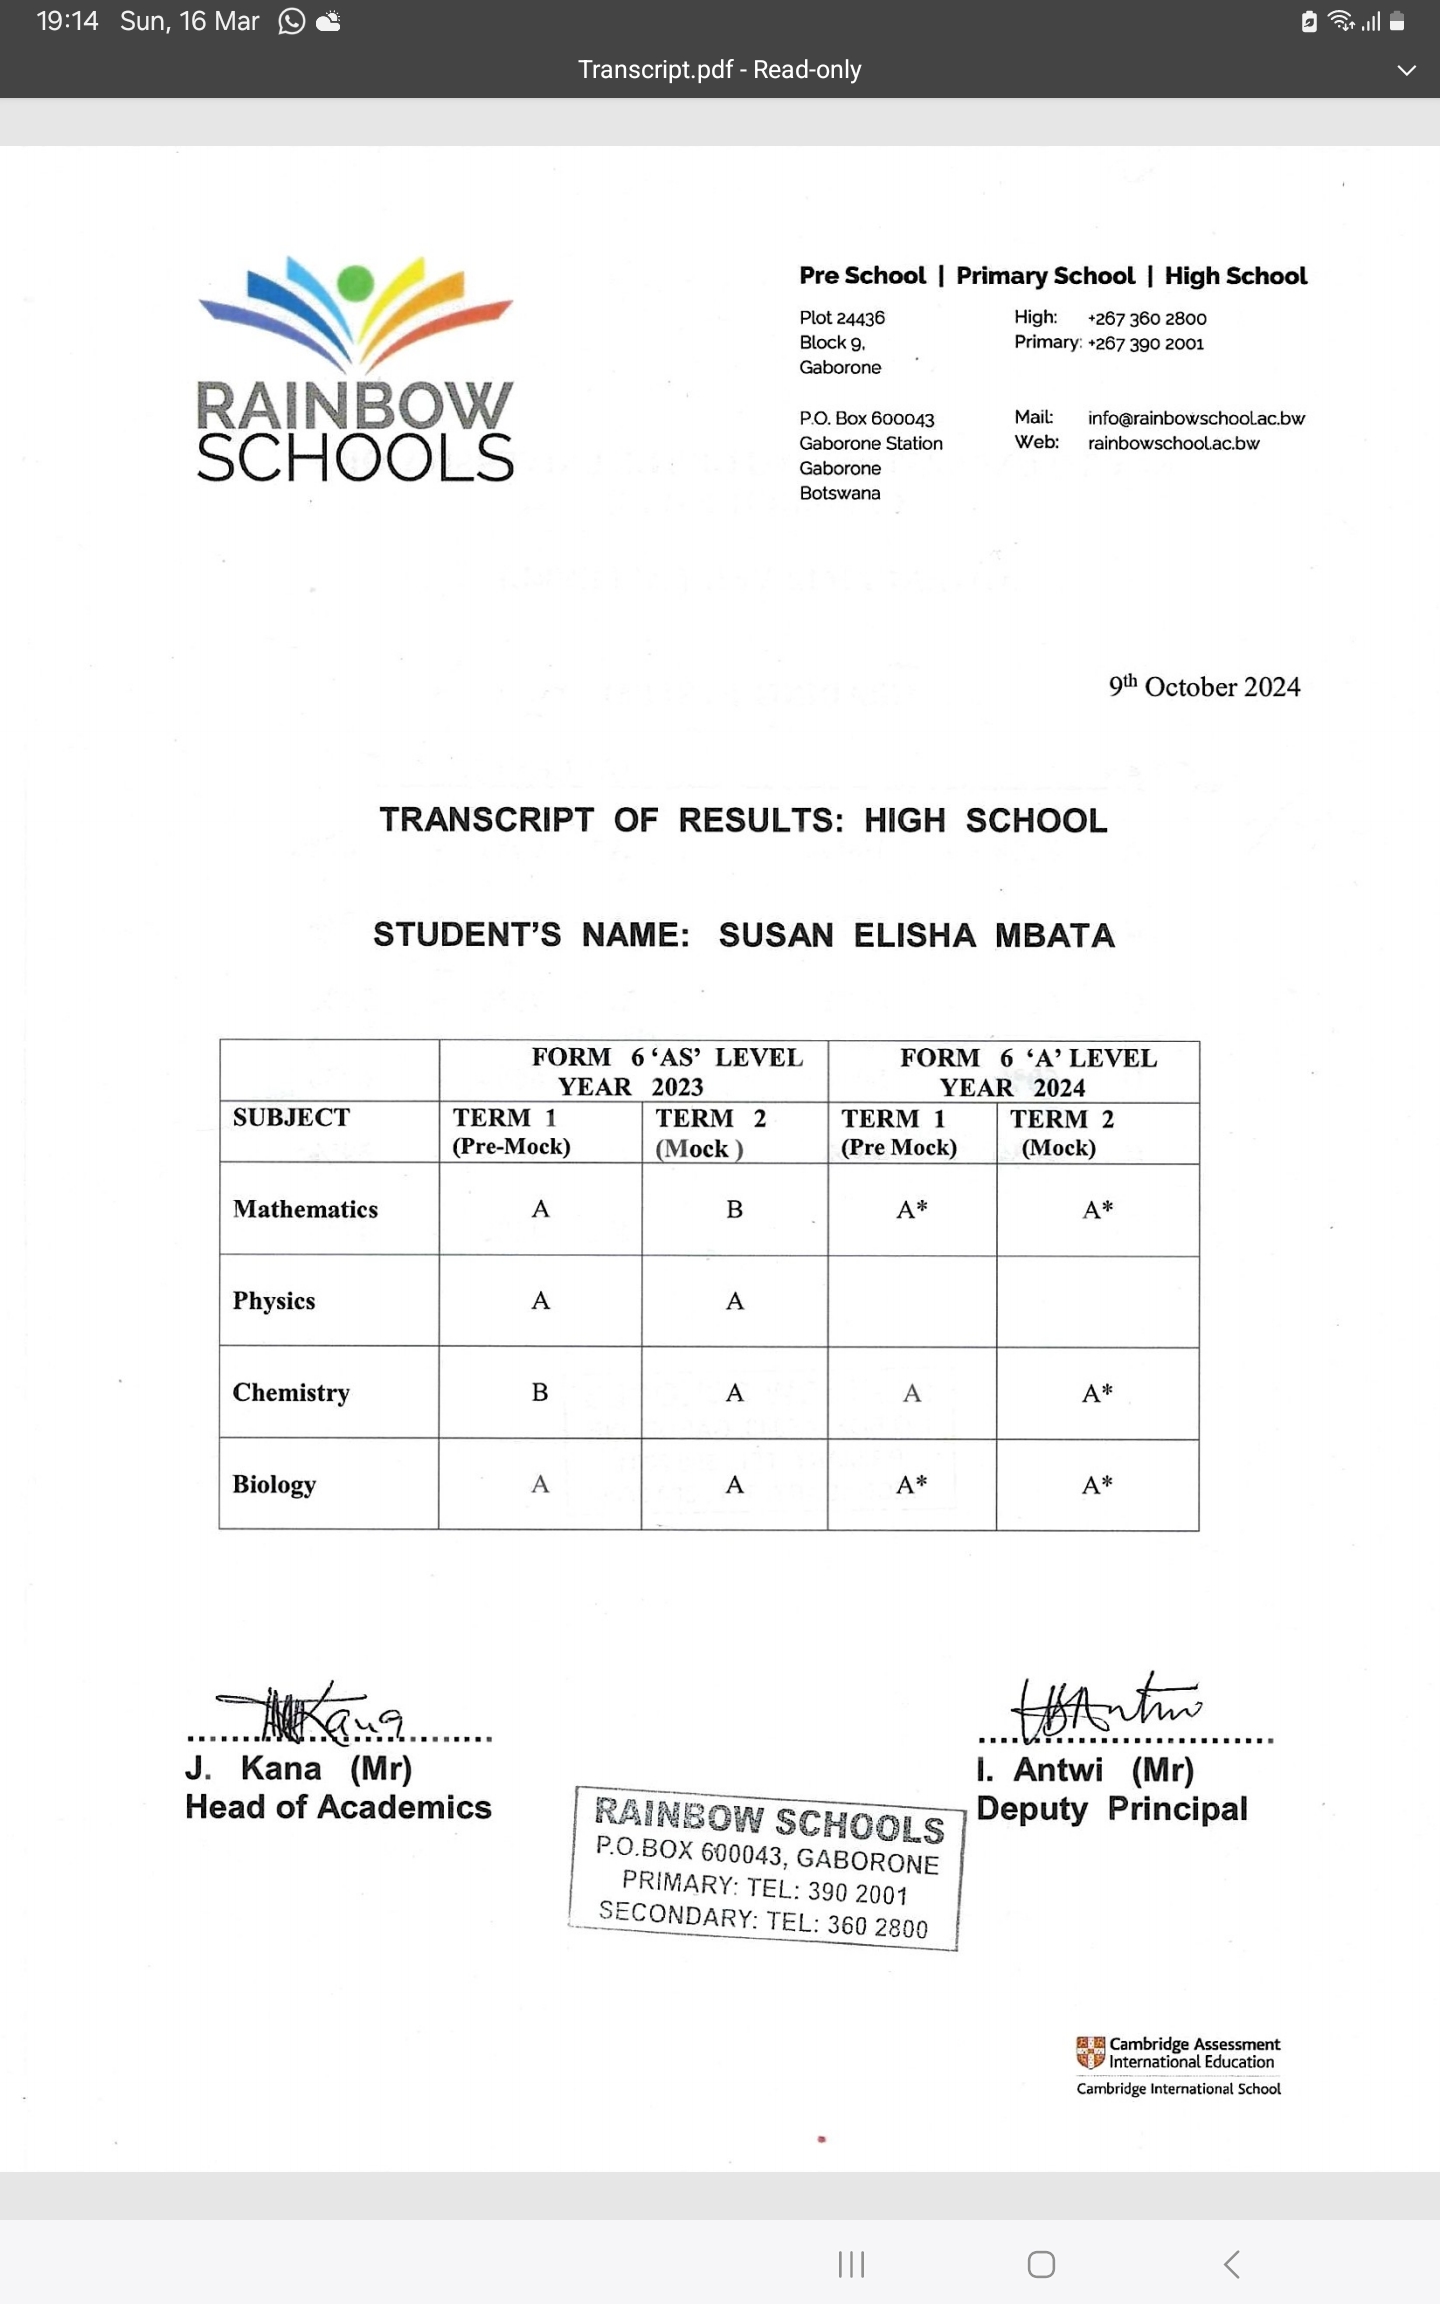 19:14 Sun, 16 Mar
Transcript.pdf - Read-only
RAINBOW
SCHOOLS
Pre School | Primary School | High School
Plot 24436
Block 9,
Gaborone
High: +267 360 2800
Primary: +267 390 2001
P.O. Box 600043
Gaborone Station
Gaborone
Botswana
Mail: info@rainbowschool.ac.bw
Web: rainbowschool.ac.bw
9th October 2024
TRANSCRIPT OF RESULTS: HIGH SCHOOL
STUDENT'S NAME: SUSAN ELISHA MBATA
FORM 6 ‘AS’ LEVEL
YEAR 2023
FORM 6 ‘A’ LEVEL
YEAR 2024
SUBJECT
TERM 1
(Pre-Mock)
TERM 2
(Mock )
TERM 1
(Pre Mock)
TERM 2
(Mock)
Mathematics A B A* A*
Physics A A
Chemistry B A A A*
Biology A A A* A*
J. Kana (Mr)
Head of Academics
I. Antwi (Mr)
Deputy Principal
RAINBOW SCHOOLS
P.O.BOX 600043, GABORONE
PRIMARY: TEL: 390 2001
SECONDARY: TEL: 360 2800
Cambridge Assessment
International Education
Cambridge International School